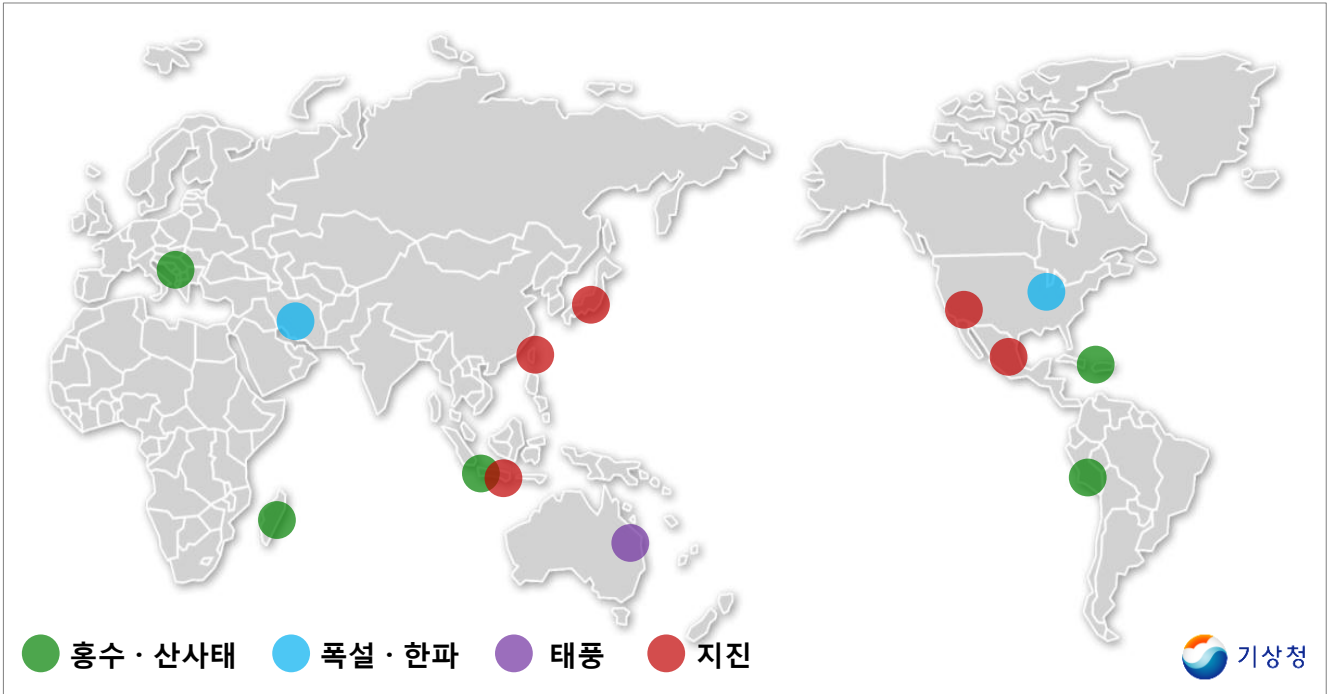 홍수 · 산사태 폭설 · 한파 태풍 지진
기상청